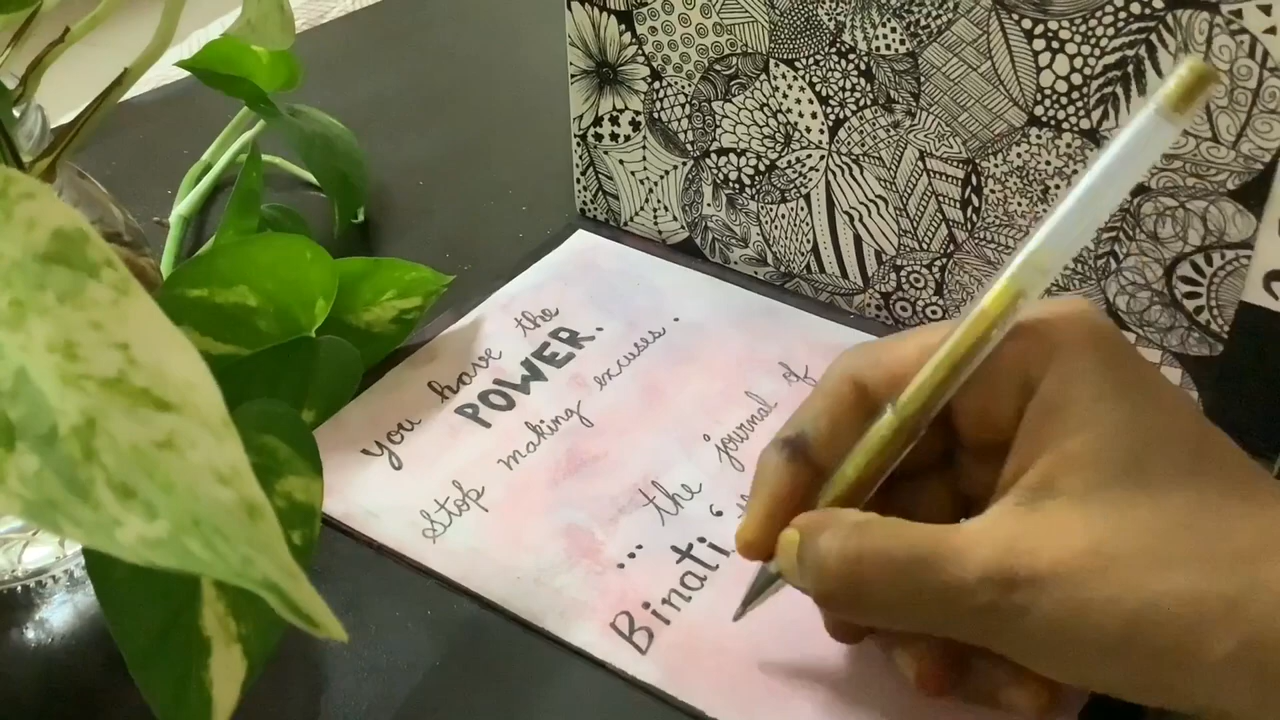 you have the
POWER.
Stop making excuses.
... the journal of
Binati